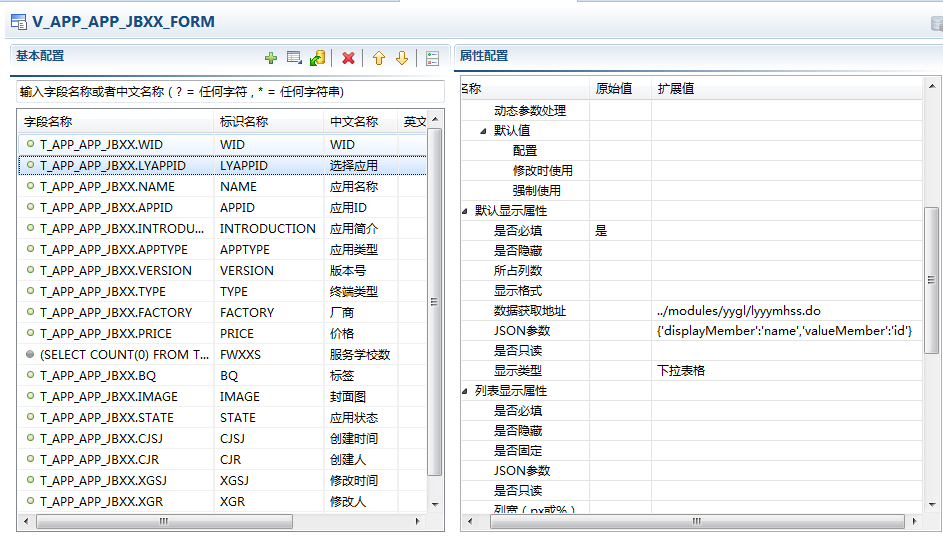 V_APP_APP_JBXX_FORM
基本配置
输入字段名称或者中文名称 ( ? = 任何字符 , * = 任何字符串)
字段名称 标识名称 中文名称 英文
T_APP_APP_JBXX.WID WID WID
T_APP_APP_JBXX.LYAPPID LYAPPID 选择应用
T_APP_APP_JBXX.NAME NAME 应用名称
T_APP_APP_JBXX.APPID APPID 应用ID
T_APP_APP_JBXX.INTRODU... INTRODUCTION 应用简介
T_APP_APP_JBXX.APPTYPE APPTYPE 应用类型
T_APP_APP_JBXX.VERSION VERSION 版本号
T_APP_APP_JBXX.TYPE TYPE 终端类型
T_APP_APP_JBXX.FACTORY FACTORY 厂商
T_APP_APP_JBXX.PRICE PRICE 价格
(SELECT COUNT(0) FROM T... FWXXS 服务学校数
T_APP_APP_JBXX.BQ BQ 标签
T_APP_APP_JBXX.IMAGE IMAGE 封面图
T_APP_APP_JBXX.STATE STATE 应用状态
T_APP_APP_JBXX.CJSJ CJSJ 创建时间
T_APP_APP_JBXX.CJR CJR 创建人
T_APP_APP_JBXX.XGSJ XGSJ 修改时间
T_APP_APP_JBXX.XGR XGR 修改人
属性配置
名称 原始值 扩展值
动态参数处理
默认值
配置
修改时使用
强制使用
默认显示属性
是否必填 是
是否隐藏
所占列数
显示格式
数据获取地址 ../modules/yygl/lyyymhss.do
JSON参数 {'displayMember':'name','valueMember':'id'}
是否只读
显示类型 下拉表格
列表显示属性
是否必填
是否隐藏
是否固定
JSON参数
是否只读
列宽（px或%）